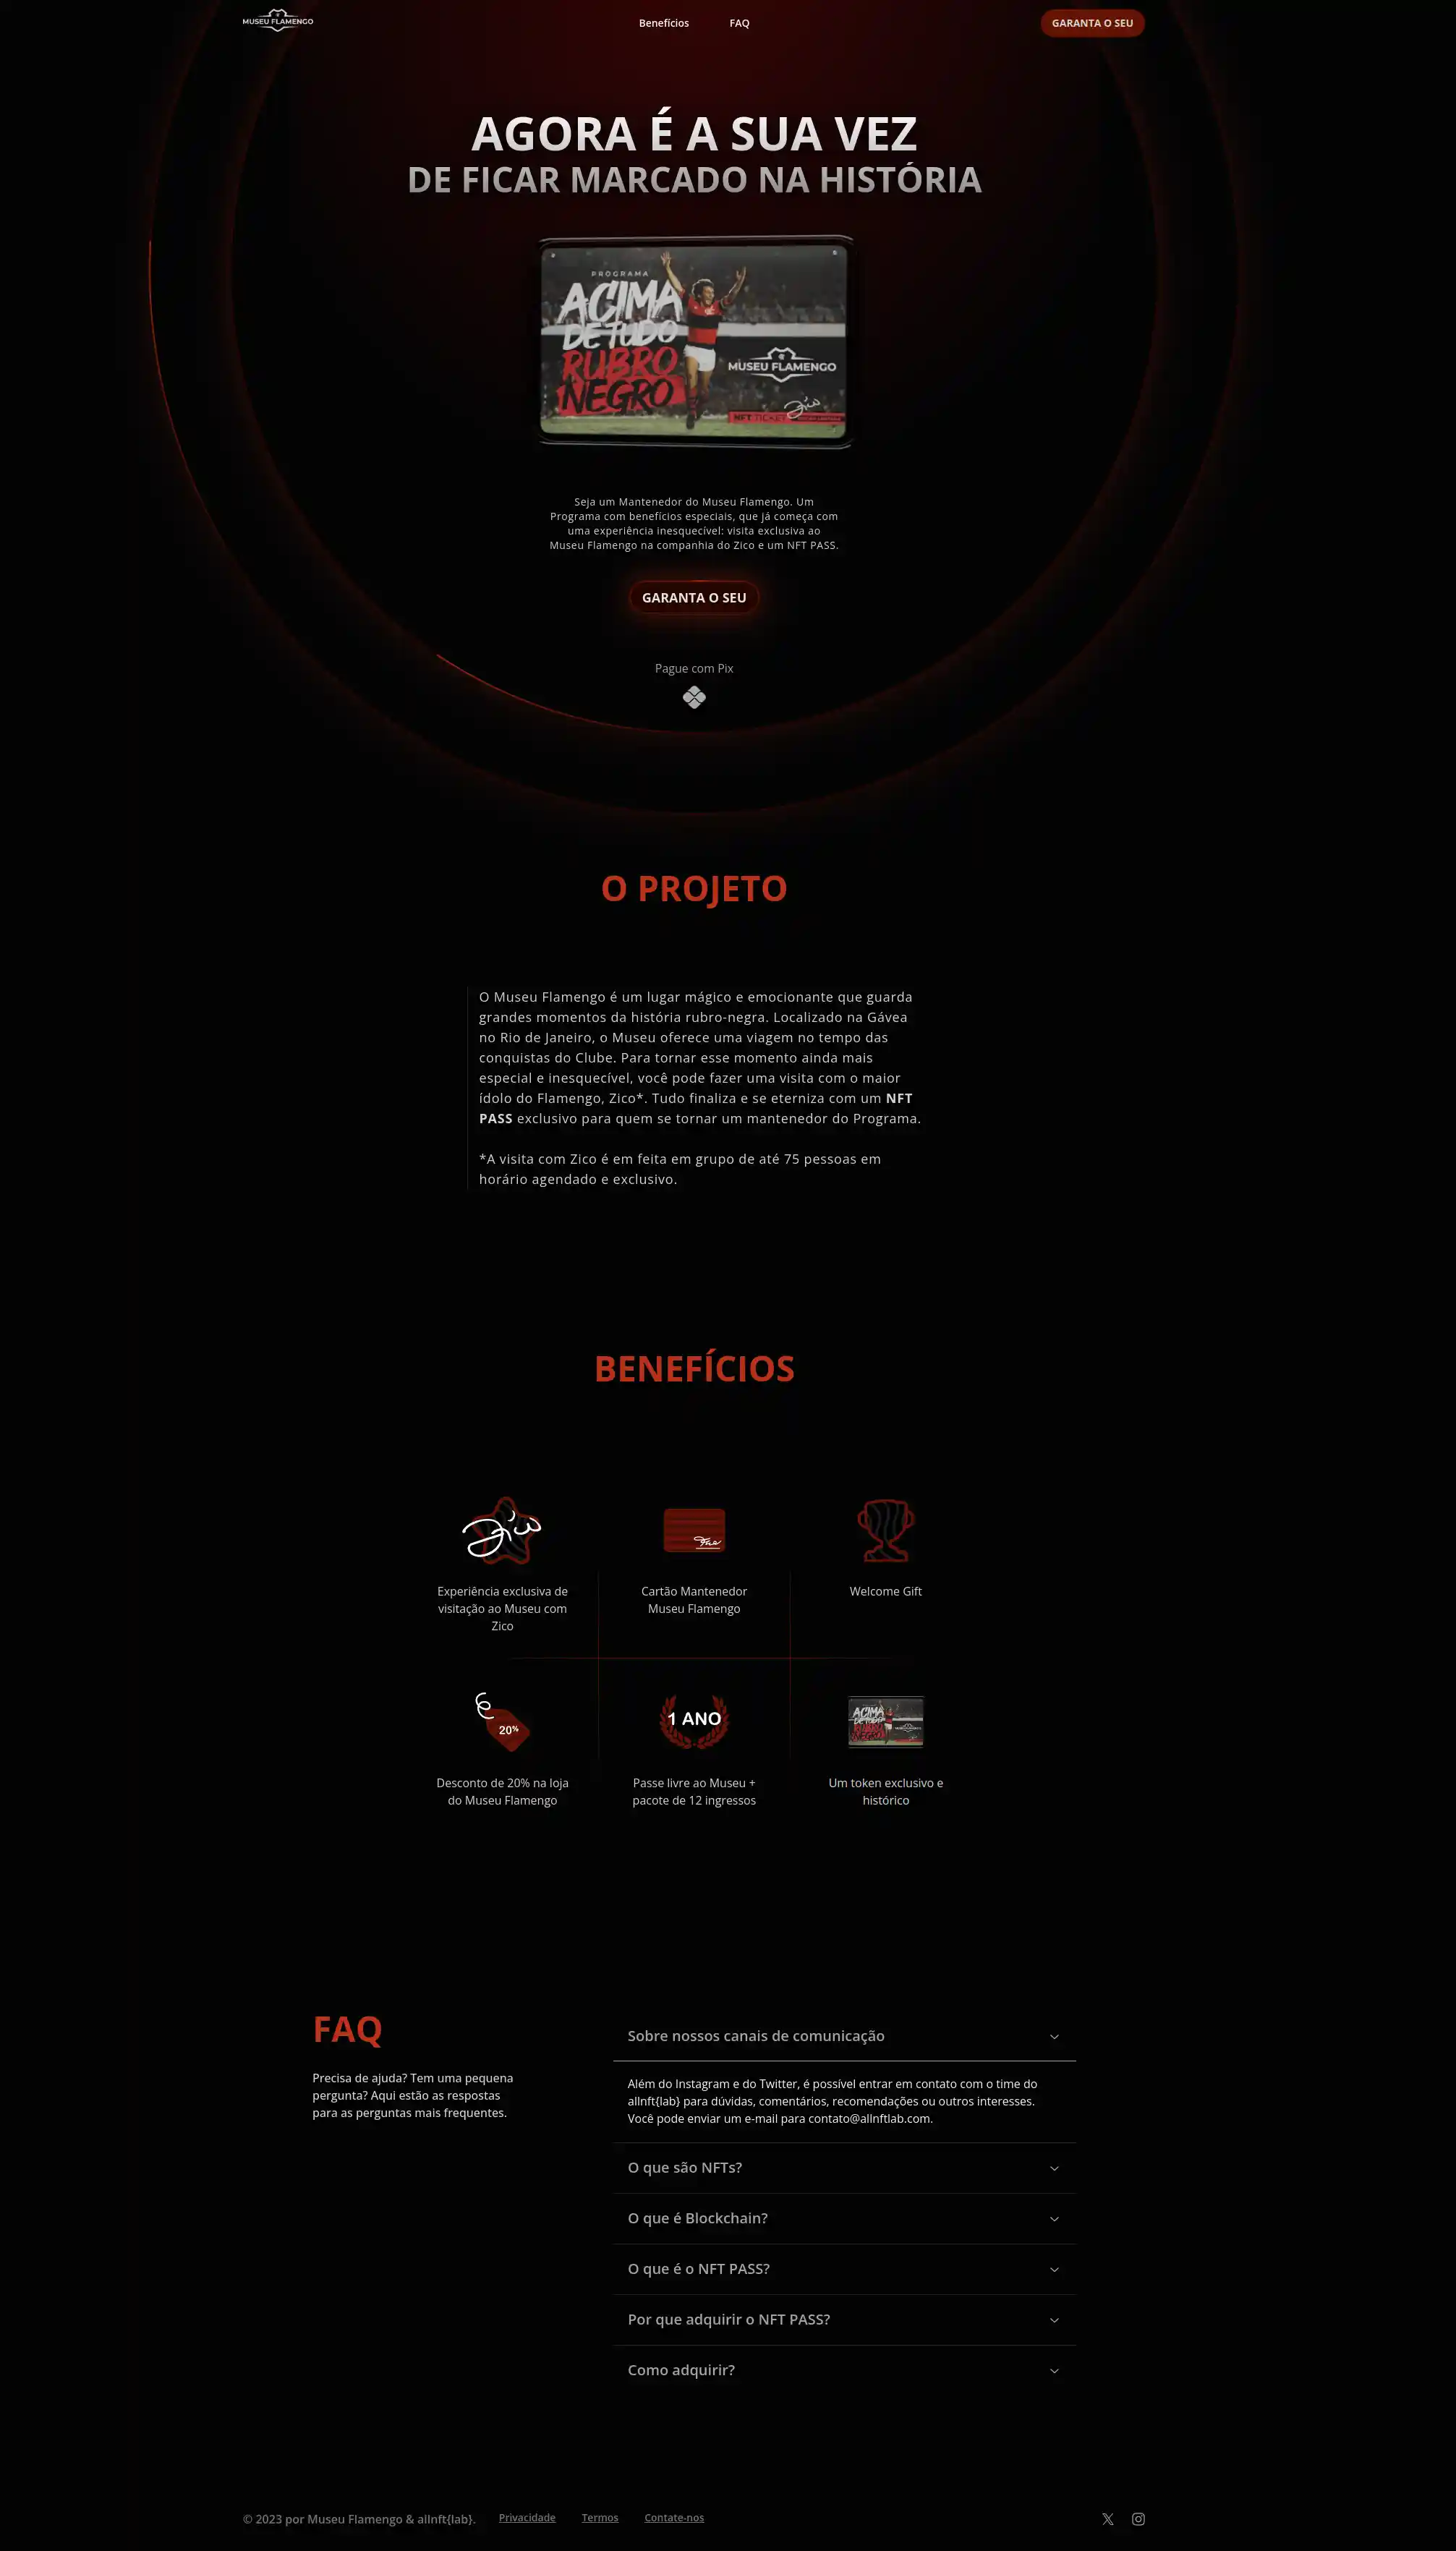 MUSEU FLAMENGO
Benefícios
FAQ
GARANTA O SEU
AGORA É A SUA VEZ
DE FICAR MARCADO NA HISTÓRIA
PROGRAMA
ACIMA
DE TUDO
RUBRO
NEGRO
MUSEU FLAMENGO
Zico
NFT TICKET
Seja um Mantenedor do Museu Flamengo. Um
Programa com benefícios especiais, que já começa com
uma experiência inesquecível: visita exclusiva ao
Museu Flamengo na companhia do Zico e um NFT PASS.
GARANTA O SEU
Pague com Pix
O PROJETO
O Museu Flamengo é um lugar mágico e emocionante que guarda
grandes momentos da história rubro-negra. Localizado na Gávea
no Rio de Janeiro, o Museu oferece uma viagem no tempo das
conquistas do Clube. Para tornar esse momento ainda mais
especial e inesquecível, você pode fazer uma visita com o maior
ídolo do Flamengo, Zico*. Tudo finaliza e se eterniza com um NFT
PASS exclusivo para quem se tornar um mantenedor do Programa.
*A visita com Zico é em feita em grupo de até 75 pessoas em
horário agendado e exclusivo.
BENEFÍCIOS
Zico
Experiência exclusiva de
visitação ao Museu com
Zico
Cartão Mantenedor
Museu Flamengo
Welcome Gift
20%
Desconto de 20% na loja
do Museu Flamengo
1 ANO
Passe livre ao Museu +
pacote de 12 ingressos
ACIMA
DE TUDO
RUBRO
NEGRO
Um token exclusivo e
histórico
FAQ
Precisa de ajuda? Tem uma pequena
pergunta? Aqui estão as respostas
para as perguntas mais frequentes.
Sobre nossos canais de comunicação
Além do Instagram e do Twitter, é possível entrar em contato com o time do
allnft{lab} para dúvidas, comentários, recomendações ou outros interesses.
Você pode enviar um e-mail para contato@allnftlab.com.
O que são NFTs?
O que é Blockchain?
O que é o NFT PASS?
Por que adquirir o NFT PASS?
Como adquirir?
© 2023 por Museu Flamengo & allnft{lab}.
Privacidade
Termos
Contate-nos